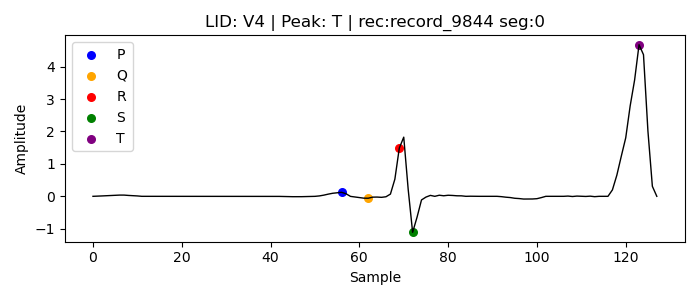 LID: V4 | Peak: T | rec:record_9844 seg:0
P
Q
R
S
T
Amplitude
4
3
2
1
0
−1
0 20 40 60 80 100 120
Sample